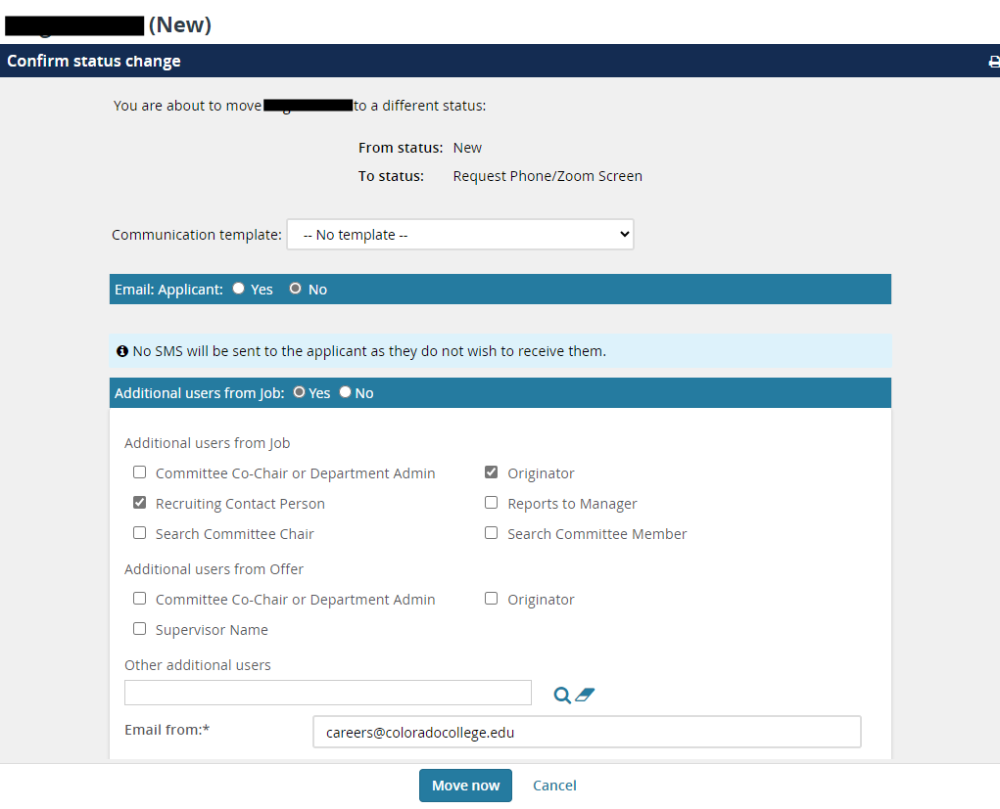 (New)
Confirm status change
You are about to move to a different status:
From status: New
To status: Request Phone/Zoom Screen
Communication template: -- No template --
Email: Applicant: Yes No
No SMS will be sent to the applicant as they do not wish to receive them.
Additional users from Job: Yes No
Additional users from Job
Committee Co-Chair or Department Admin Originator
Recruiting Contact Person Reports to Manager
Search Committee Chair Search Committee Member
Additional users from Offer
Committee Co-Chair or Department Admin Originator
Supervisor Name
Other additional users
Email from:* careers@coloradocollege.edu
Move now Cancel